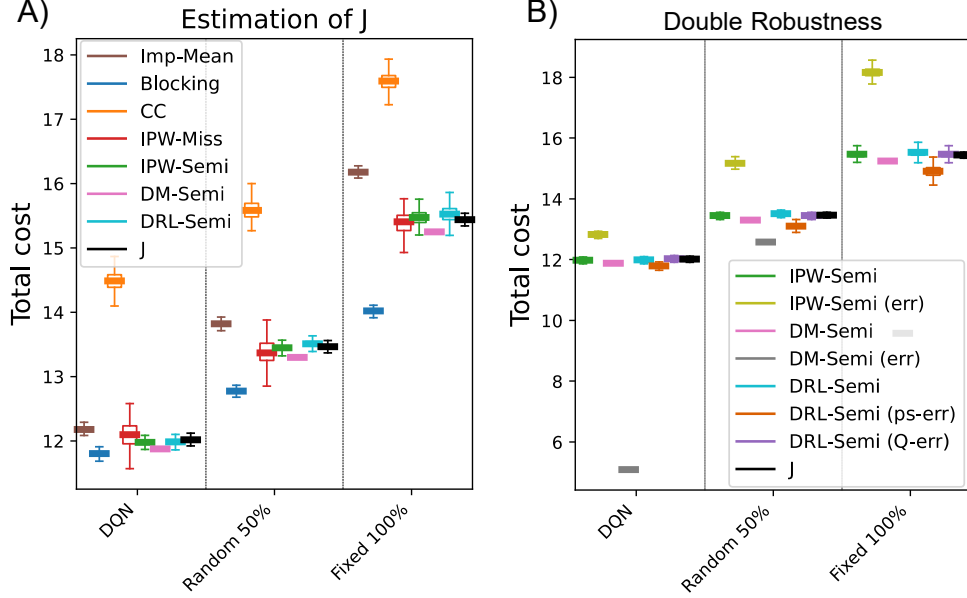 A)
Estimation of J
Total cost
18
17
16
15
14
13
12
Imp-Mean
Blocking
CC
IPW-Miss
IPW-Semi
DM-Semi
DRL-Semi
J
DQN
Random 50%
Fixed 100%
B)
Double Robustness
Total cost
18
16
14
12
10
8
6
IPW-Semi
IPW-Semi (err)
DM-Semi
DM-Semi (err)
DRL-Semi
DRL-Semi (ps-err)
DRL-Semi (Q-err)
J
DQN
Random 50%
Fixed 100%